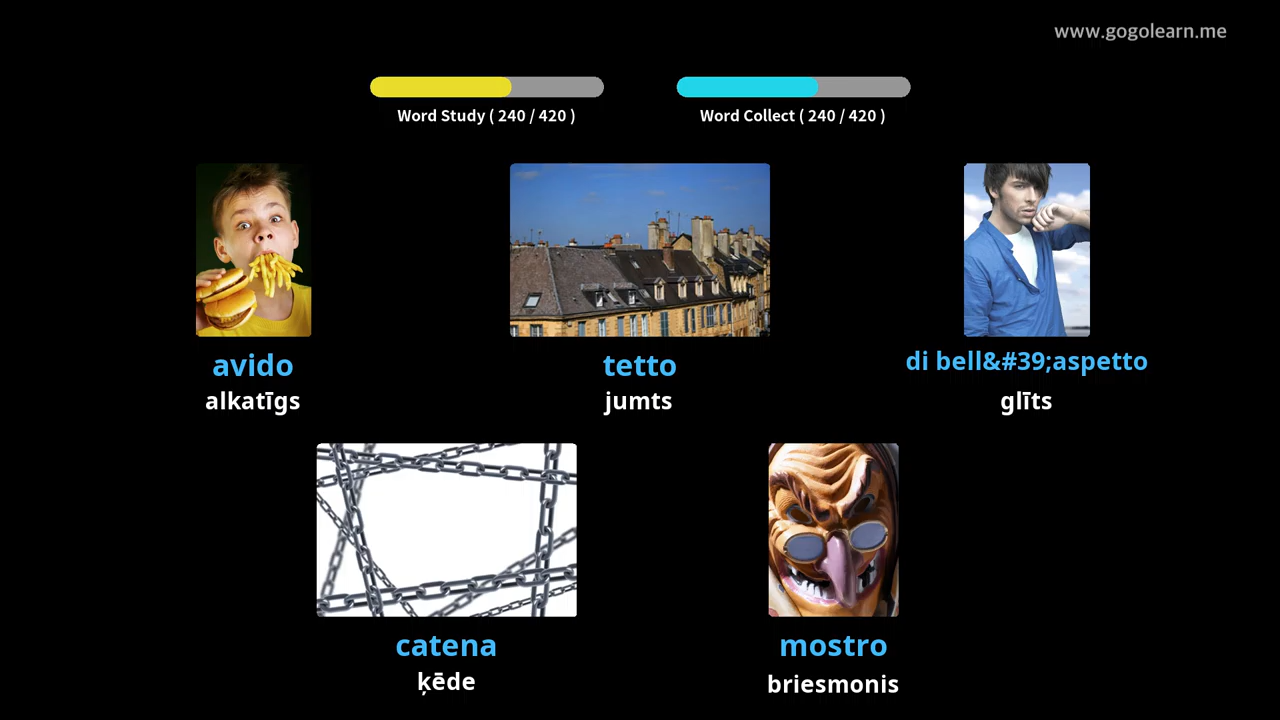 www.gogolearn.me
Word Study ( 240 / 420 )
Word Collect ( 240 / 420 )
avido
alkatīgs
tetto
jumts
di bell&#39;aspetto
glīts
catena
ķēde
mostro
briesmonis